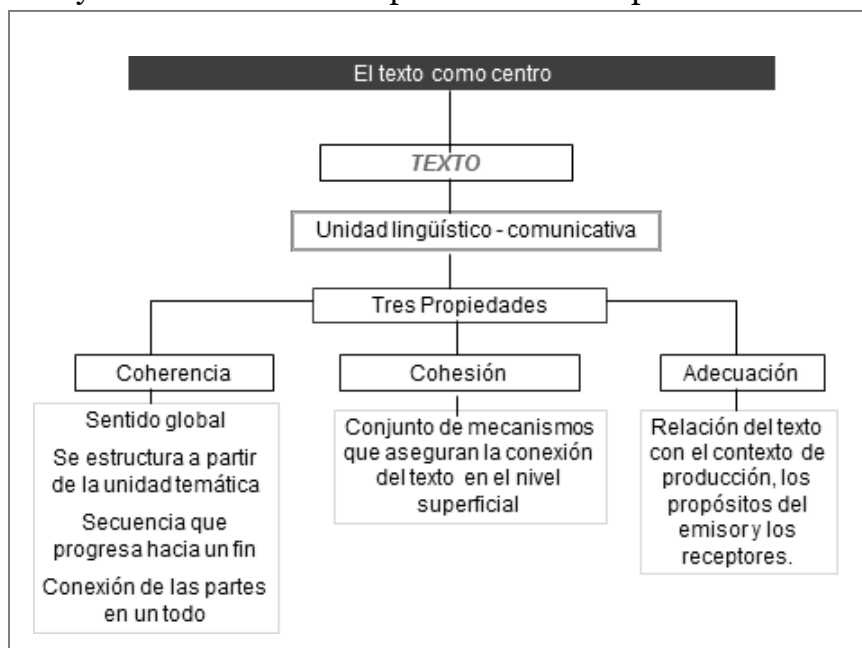 El texto como centro
TEXTO
Unidad lingüístico - comunicativa
Tres Propiedades
Coherencia
Sentido global
Se estructura a partir
de la unidad temática
Secuencia que
progresa hacia un fin
Conexión de las partes
en un todo
Cohesión
Conjunto de mecanismos
que aseguran la conexión
del texto en el nivel
superficial
Adecuación
Relación del texto
con el contexto de
producción, los
propósitos del
emisor y los
receptores.